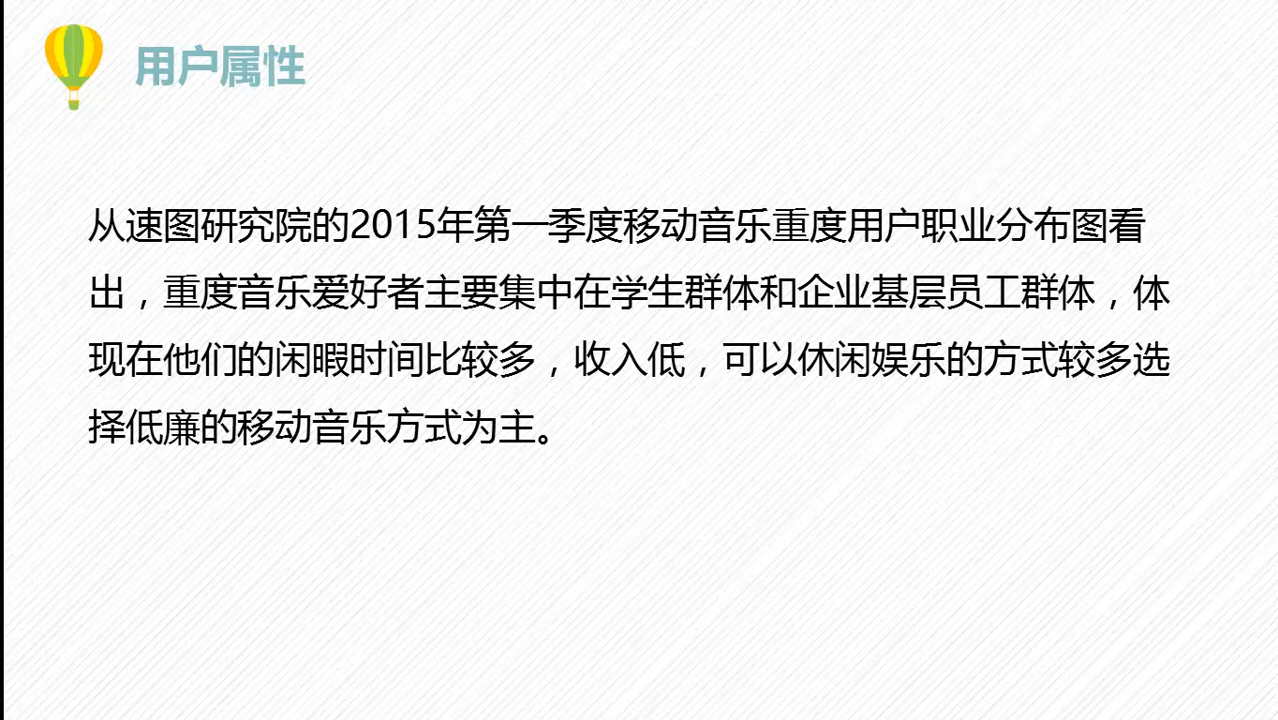 用户属性
从速图研究院的2015年第一季度移动音乐重度用户职业分布图看
出，重度音乐爱好者主要集中在学生群体和企业基层员工群体，体
现在他们的闲暇时间比较多，收入低，可以休闲娱乐的方式较多选
择低廉的移动音乐方式为主。